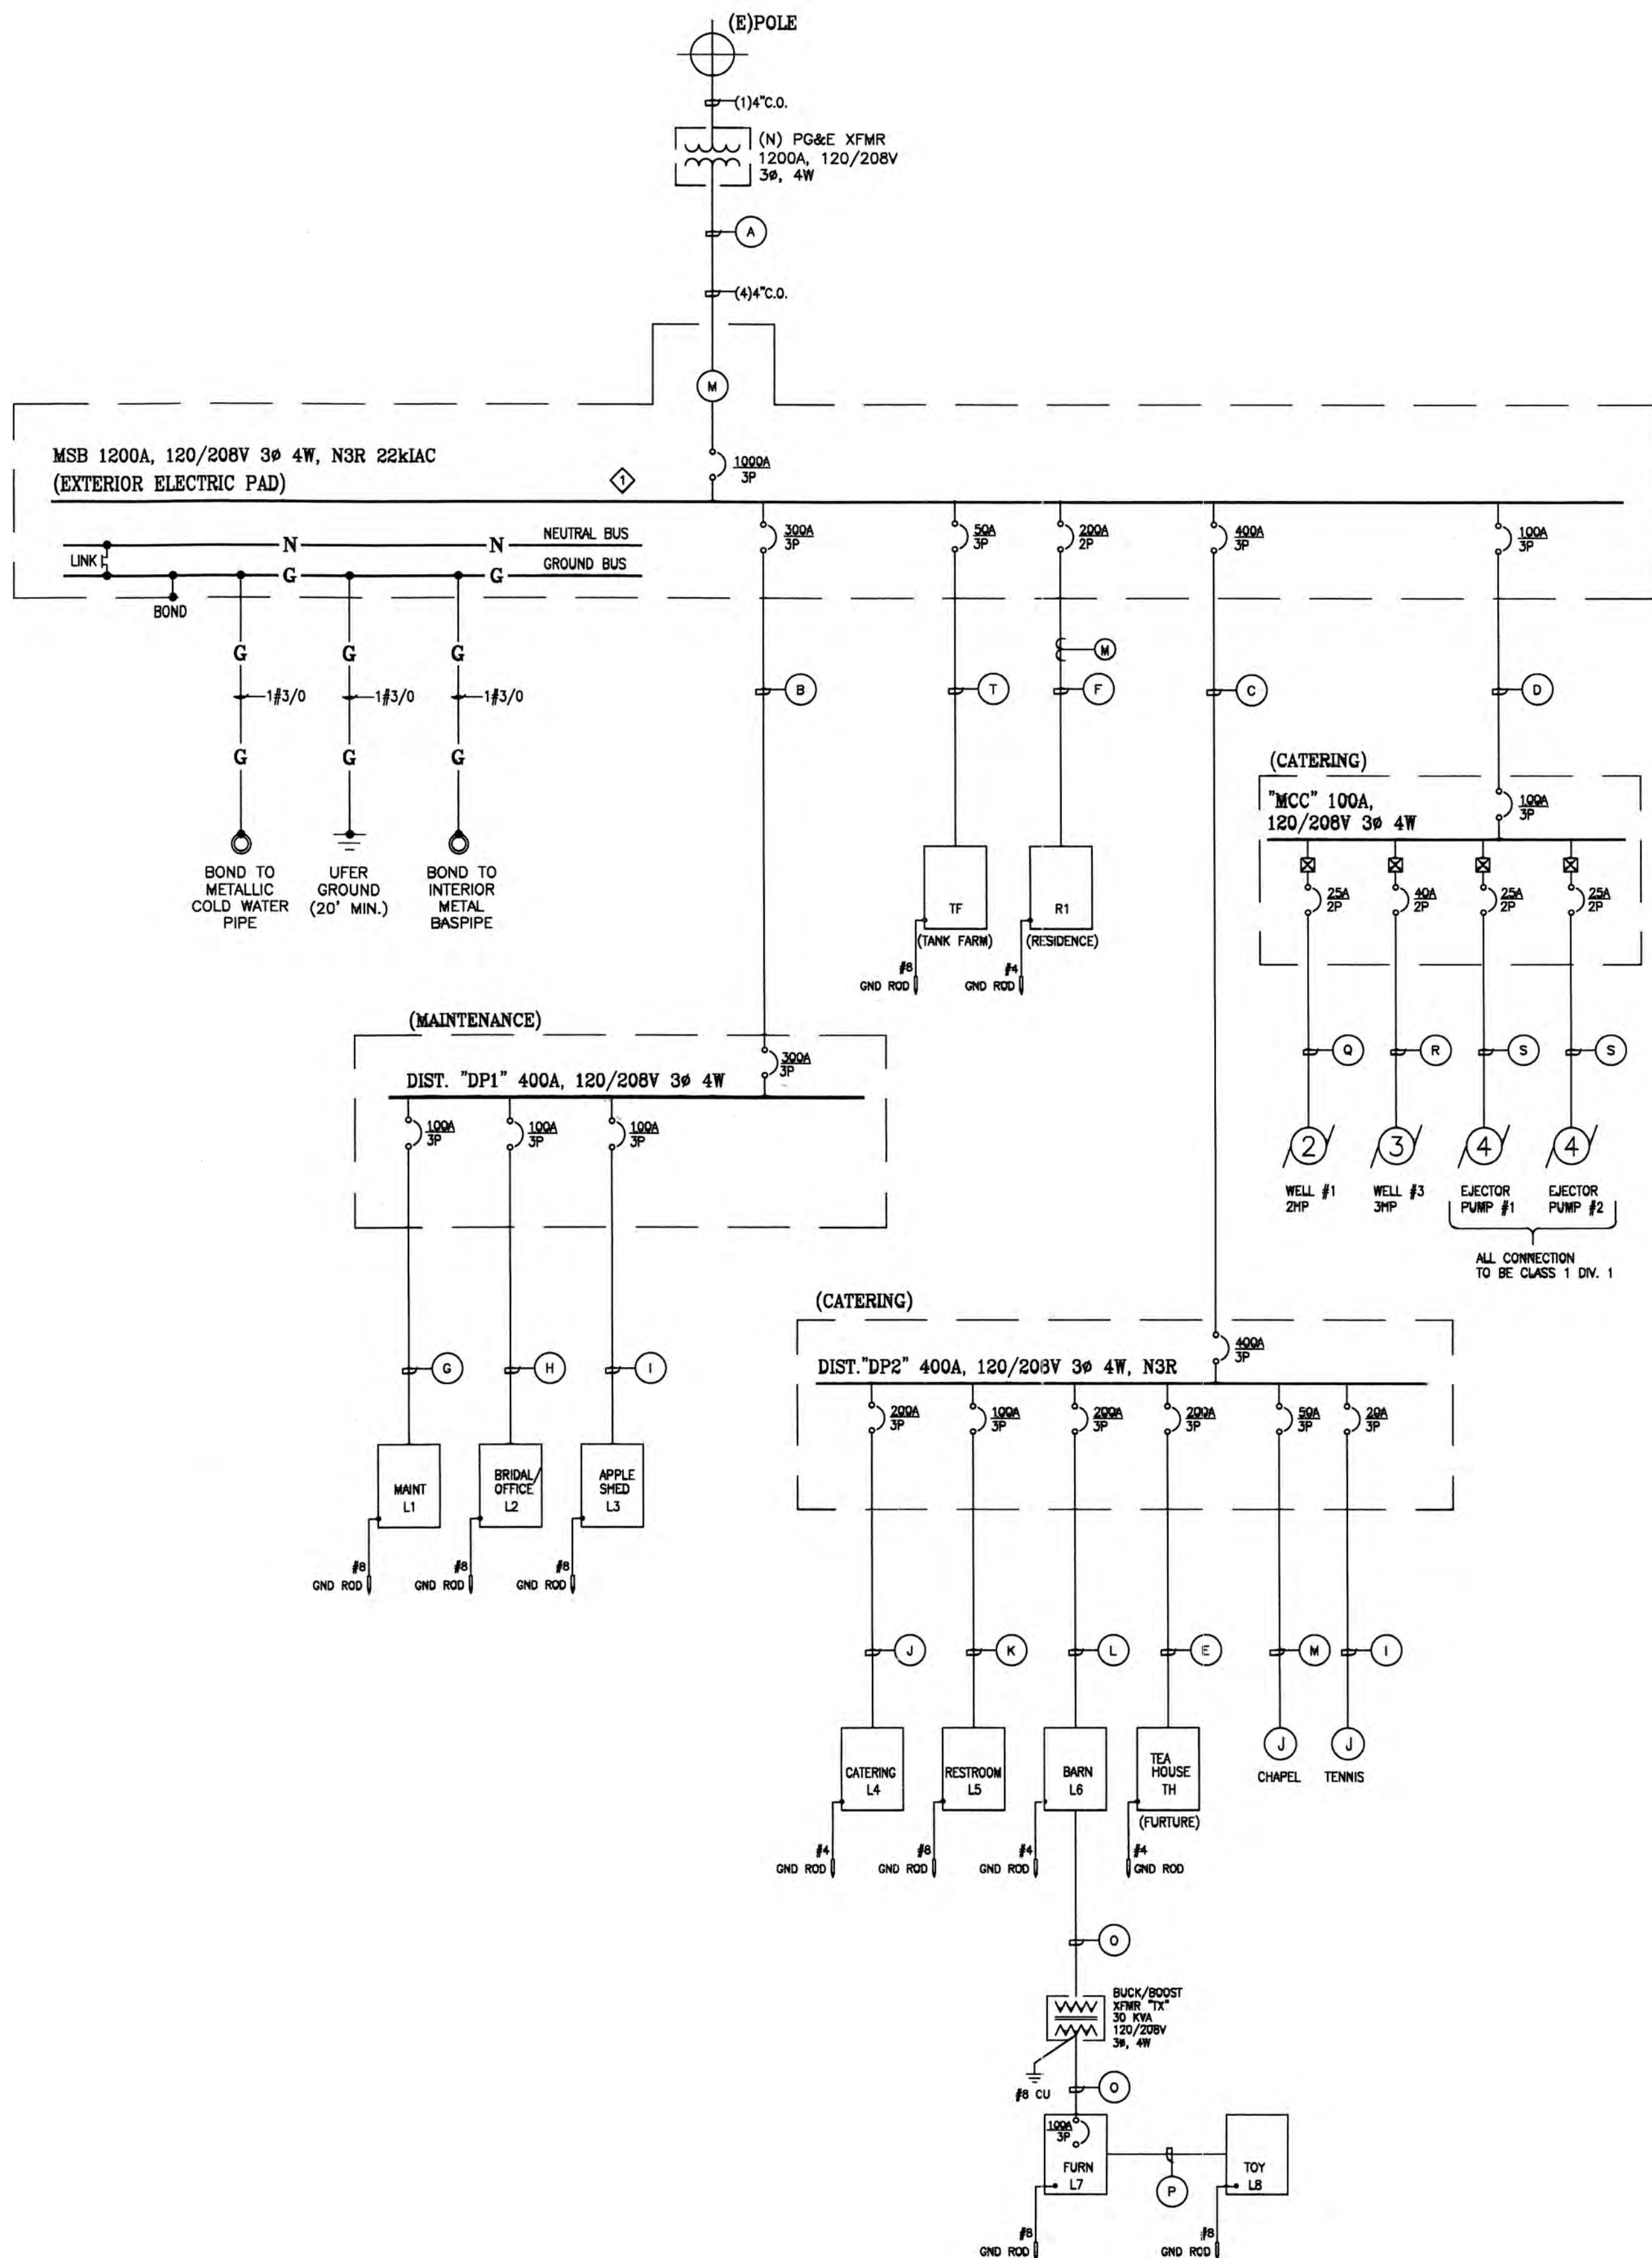 (E)POLE
(1)4"C.O.
(N) PG&E XFMR
1200A, 120/208V
3ø, 4W
A
(4)4"C.O.
M
MSB 1200A, 120/208V 3ø 4W, N3R 22kIAC
(EXTERIOR ELECTRIC PAD)
1
1000A
3P
300A
3P
50A
3P
200A
2P
400A
3P
100A
3P
N
N
NEUTRAL BUS
LINK
G
G
GROUND BUS
BOND
G
G
G
M
1#3/0
1#3/0
1#3/0
B
T
F
C
D
G
G
G
BOND TO
METALLIC
COLD WATER
PIPE
UFER
GROUND
(20' MIN.)
BOND TO
INTERIOR
METAL
BASPIPE
TF
(TANK FARM)
#8
GND ROD
R1
(RESIDENCE)
#4
GND ROD
(CATERING)
"MCC" 100A,
120/208V 3ø 4W
100A
3P
25A
2P
40A
2P
25A
2P
25A
2P
Q
R
S
S
2
3
4
4
WELL #1
2HP
WELL #3
3HP
EJECTOR
PUMP #1
EJECTOR
PUMP #2
ALL CONNECTION
TO BE CLASS 1 DIV. 1
(MAINTENANCE)
300A
3P
DIST. "DP1" 400A, 120/208V 3ø 4W
100A
3P
100A
3P
100A
3P
G
H
I
MAINT
L1
BRIDAL/
OFFICE
L2
APPLE
SHED
L3
#8
GND ROD
#8
GND ROD
#8
GND ROD
(CATERING)
400A
3P
DIST."DP2" 400A, 120/208V 3ø 4W, N3R
200A
3P
100A
3P
200A
3P
200A
3P
50A
3P
20A
3P
J
K
L
E
M
I
CATERING
L4
RESTROOM
L5
BARN
L6
TEA
HOUSE
TH
(FURTURE)
J
CHAPEL
J
TENNIS
#4
GND ROD
#8
GND ROD
#4
GND ROD
#4
GND ROD
O
BUCK/BOOST
XFMR "TX"
30 KVA
120/208V
3ø, 4W
#8 CU
O
100A
3P
FURN
L7
P
TOY
L8
#8
GND ROD
#8
GND ROD